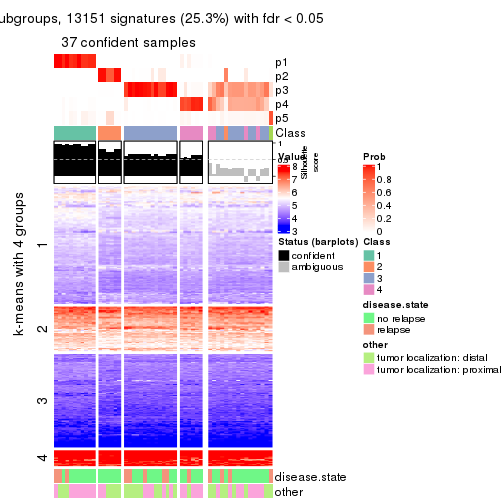 ubgroups, 13151 signatures (25.3%) with fdr < 0.05
37 confident samples
p1
p2
p3
p4
p5
Class
1
0
Silhouette
score
k-means with 4 groups
1
2
3
4
disease.state
other
Value
8
7
6
5
4
3
Status (barplots)
confident
ambiguous
Prob
1
0.8
0.6
0.4
0.2
0
Class
1
2
3
4
disease.state
no relapse
relapse
other
tumor localization: distal
tumor localization: proximal